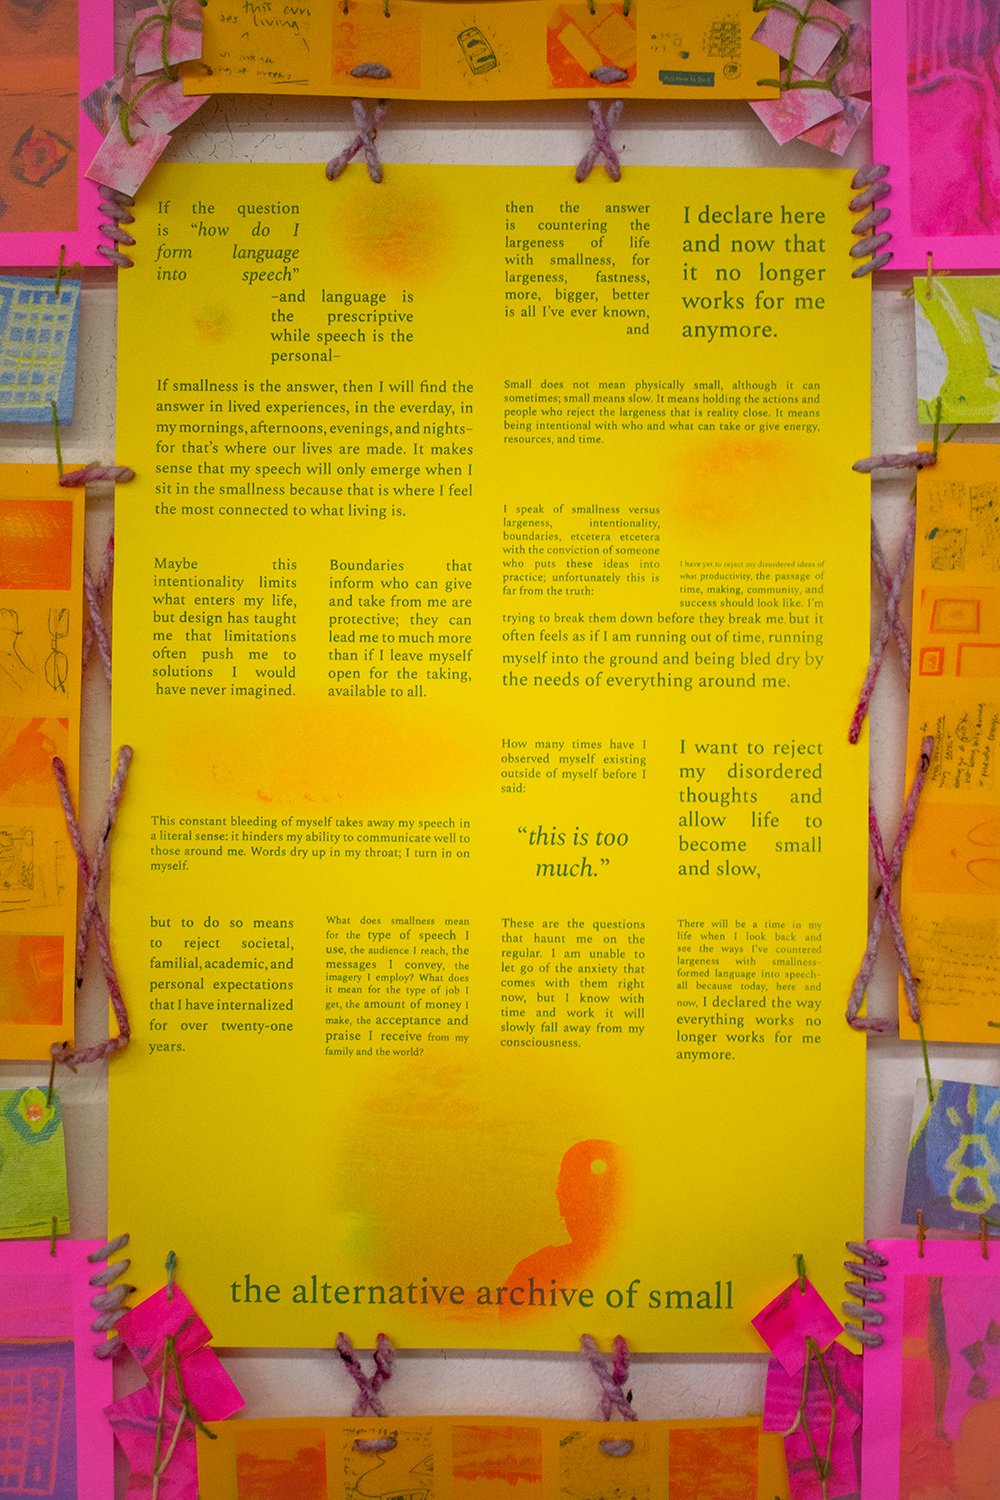 this own
living
Pull Here to Start
If the question
is “how do I
form language
into speech”
–and language is
the prescriptive
while speech is the
personal–
then the answer
is countering the
largeness of life
with smallness, for
largeness, fastness,
more, bigger, better
is all I’ve ever known,
and
I declare here
and now that
it no longer
works for me
anymore.
If smallness is the answer, then I will find the
answer in lived experiences, in the everday, in
my mornings, afternoons, evenings, and nights–
for that’s where our lives are made. It makes
sense that my speech will only emerge when I
sit in the smallness because that is where I feel
the most connected to what living is.
Small does not mean physically small, although it can
sometimes; small means slow. It means holding the actions and
people who reject the largeness that is reality close. It means
being intentional with who and what can take or give energy,
resources, and time.
Maybe this
intentionality limits
what enters my life,
but design has taught
me that limitations
often push me to
solutions I would
have never imagined.
Boundaries that
inform who can give
and take from me are
protective; they can
lead me to much more
than if I leave myself
open for the taking,
available to all.
I speak of smallness versus
largeness, intentionality,
boundaries, etcetera etcetera
with the conviction of someone
who puts these ideas into
practice; unfortunately this is
far from the truth:
I have yet to reject my disordered ideas of
what productivity, the passage of
time, making, community, and
success should look like. I’m
trying to break them down before they break me, but it
often feels as if I am running out of time, running
myself into the ground and being bled dry by
the needs of everything around me.
This constant bleeding of myself takes away my speech in
a literal sense: it hinders my ability to communicate well to
those around me. Words dry up in my throat; I turn in on
myself.
How many times have I
observed myself existing
outside of myself before I
said:
“this is too
much.”
I want to reject
my disordered
thoughts and
allow life to
become small
and slow,
but to do so means
to reject societal,
familial, academic, and
personal expectations
that I have internalized
for over twenty-one
years.
What does smallness mean
for the type of speech I
use, the audience I reach, the
messages I convey, the
imagery I employ? What does
it mean for the type of job I
get, the amount of money I
make, the acceptance and
praise I receive from my
family and the world?
These are the questions
that haunt me on the
regular. I am unable to
let go of the anxiety that
comes with them right
now, but I know with
time and work it will
slowly fall away from my
consciousness.
There will be a time in my
life when I look back and
see the ways I’ve countered
largeness with smallness-
formed language into speech-
all because today, here and
now, I declared the way
everything works no
longer works for me
anymore.
the alternative archive of small